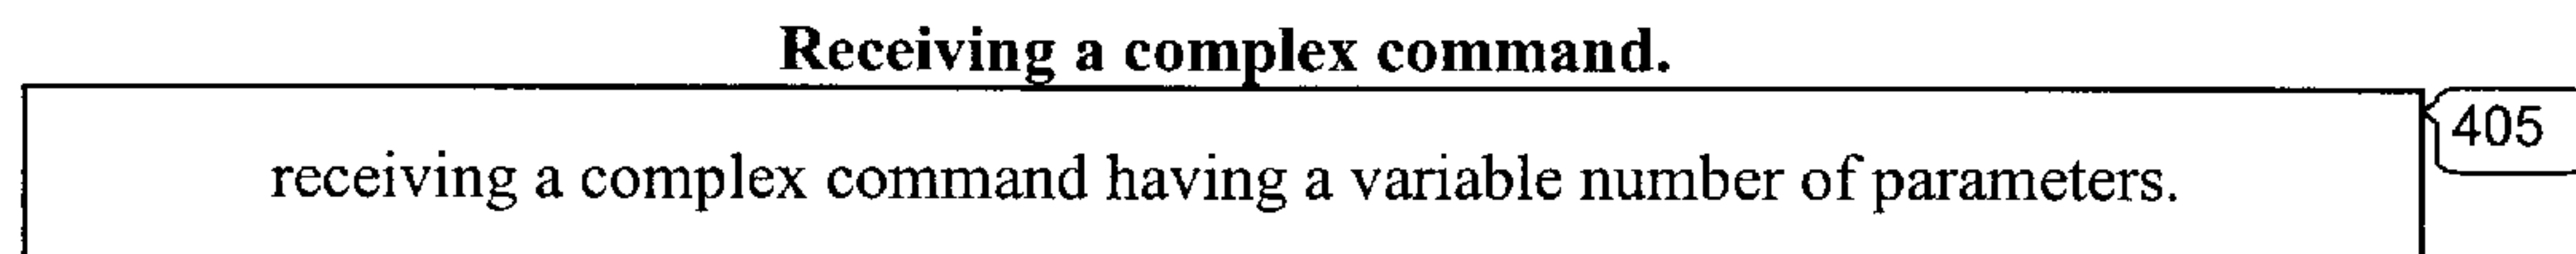 Receiving a complex command.
405
receiving a complex command having a variable number of parameters.